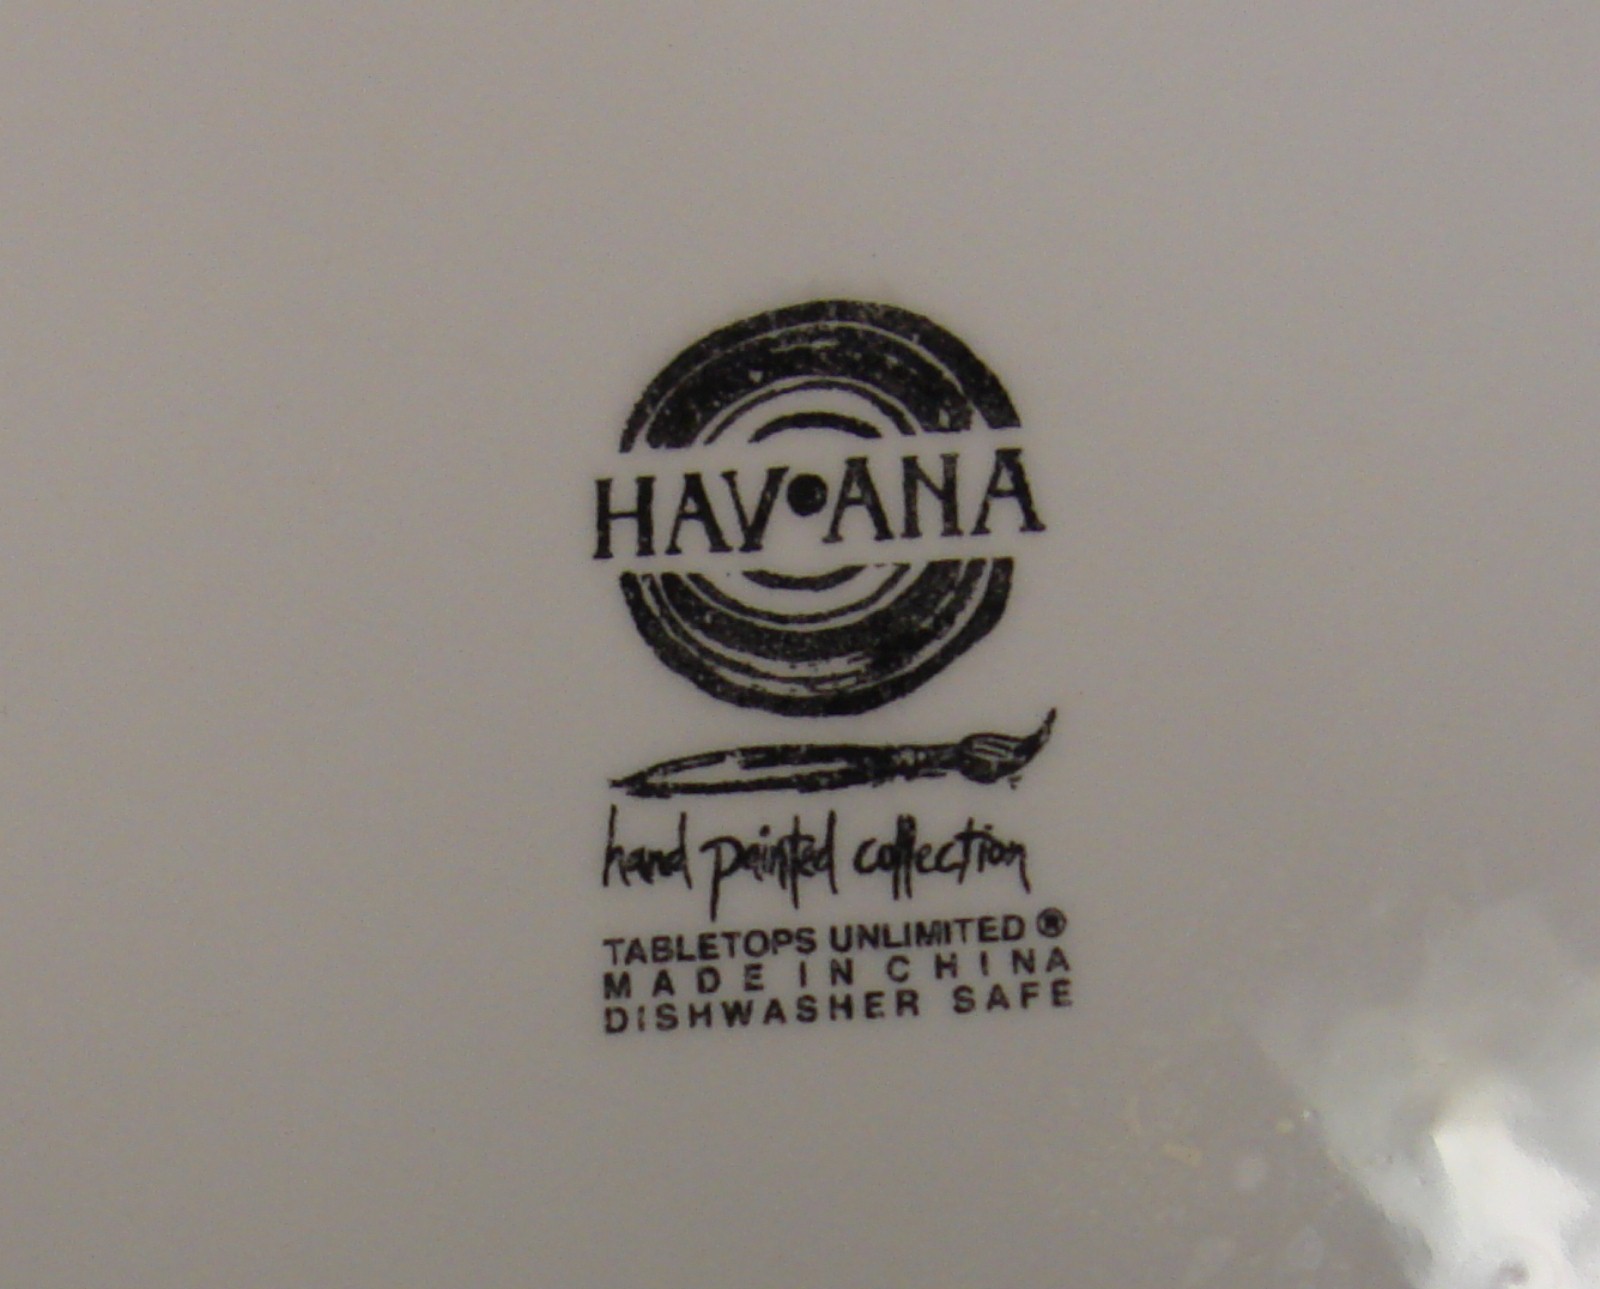 HAV•ANA
hand painted collection
TABLETOPS UNLIMITED ®
MADE IN CHINA
DISHWASHER SAFE